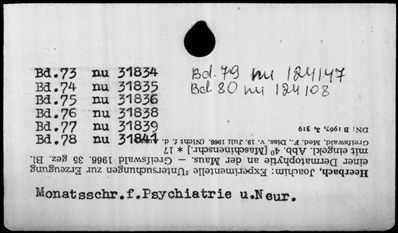 Bd.73 nu 31834
Bd.74 nu 31835
Bd.75 nu 31836
Bd.76 nu 31838
Bd.77 nu 31839
Bd.78 nu 31841
Bd. 79 nu 124147
Bd. 80 nu 124108
Heerbach, Joachim: Experimentelle Untersuchungen zur Erzeugung
einer Dermatophytie an der Maus. – Greifswald 1966. 35 gez. Bl.
mit eingekl. Abb. 4° [Maschinenschr.] * 17
Greifswald, Med. F., Diss. v. 19. Juli 1966 (Nicht f. d.
DN: B 1967, 3, 319
Monatsschr.f.Psychiatrie u.Neur.